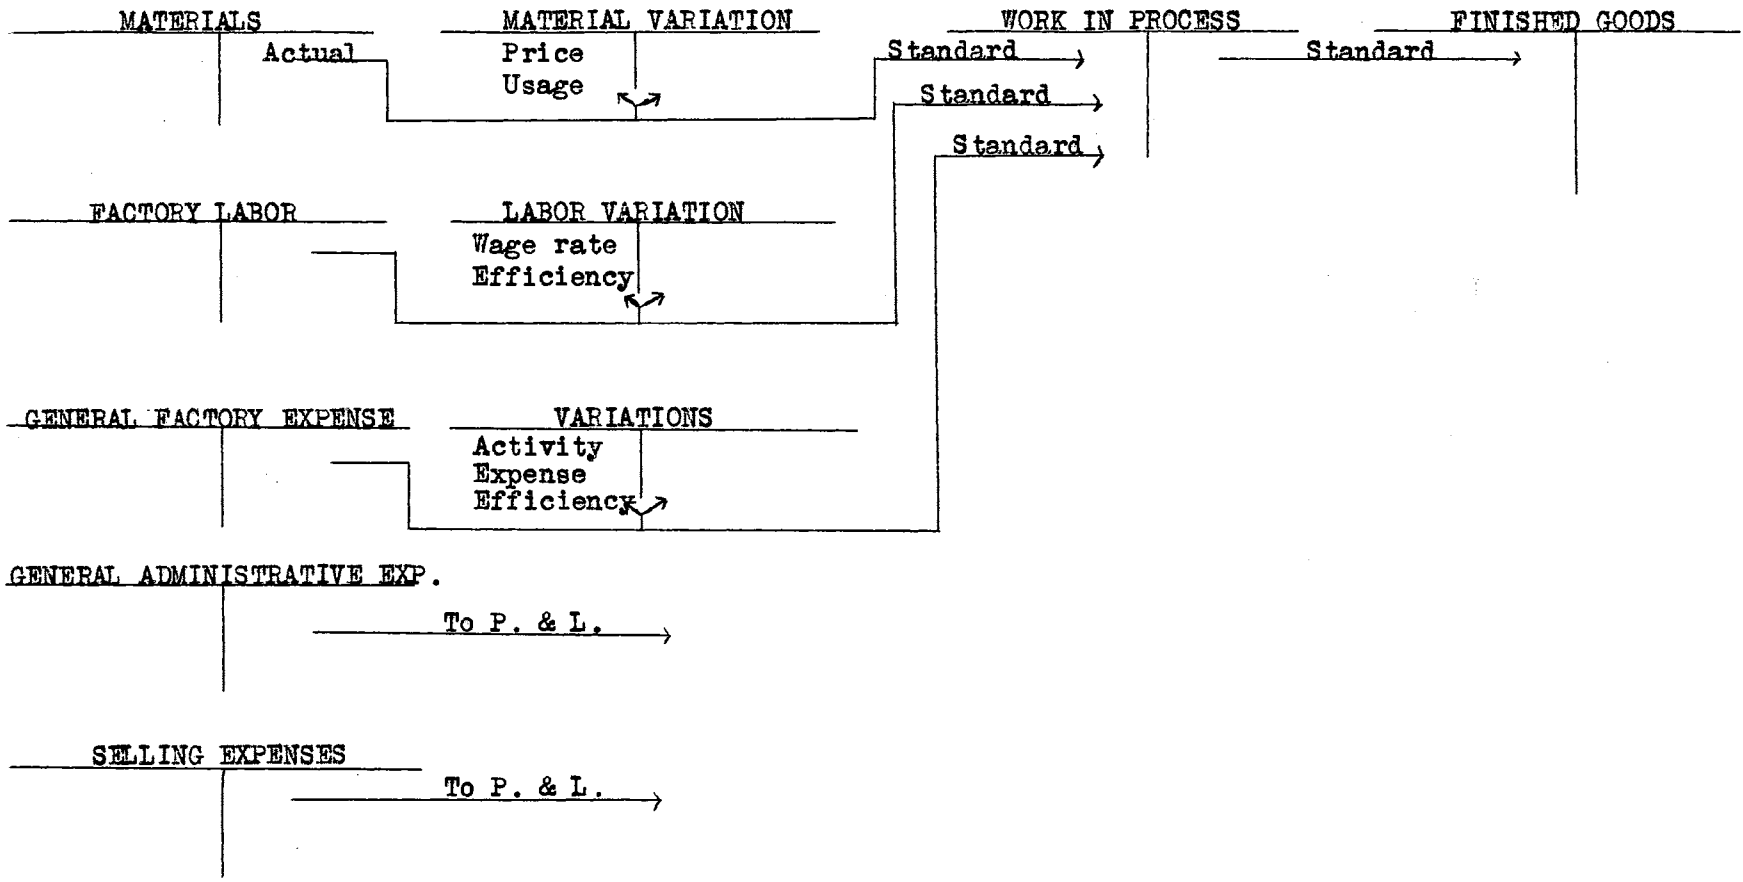 MATERIALS
MATERIAL VARIATION
WORK IN PROCESS
FINISHED GOODS
Actual
Price
Usage
Standard
Standard
Standard
Standard
FACTORY LABOR
LABOR VARIATION
Wage rate
Efficiency
GENERAL FACTORY EXPENSE
VARIATIONS
Activity
Expense
Efficiency
GENERAL ADMINISTRATIVE EXP.
To P. & L.
SELLING EXPENSES
To P. & L.